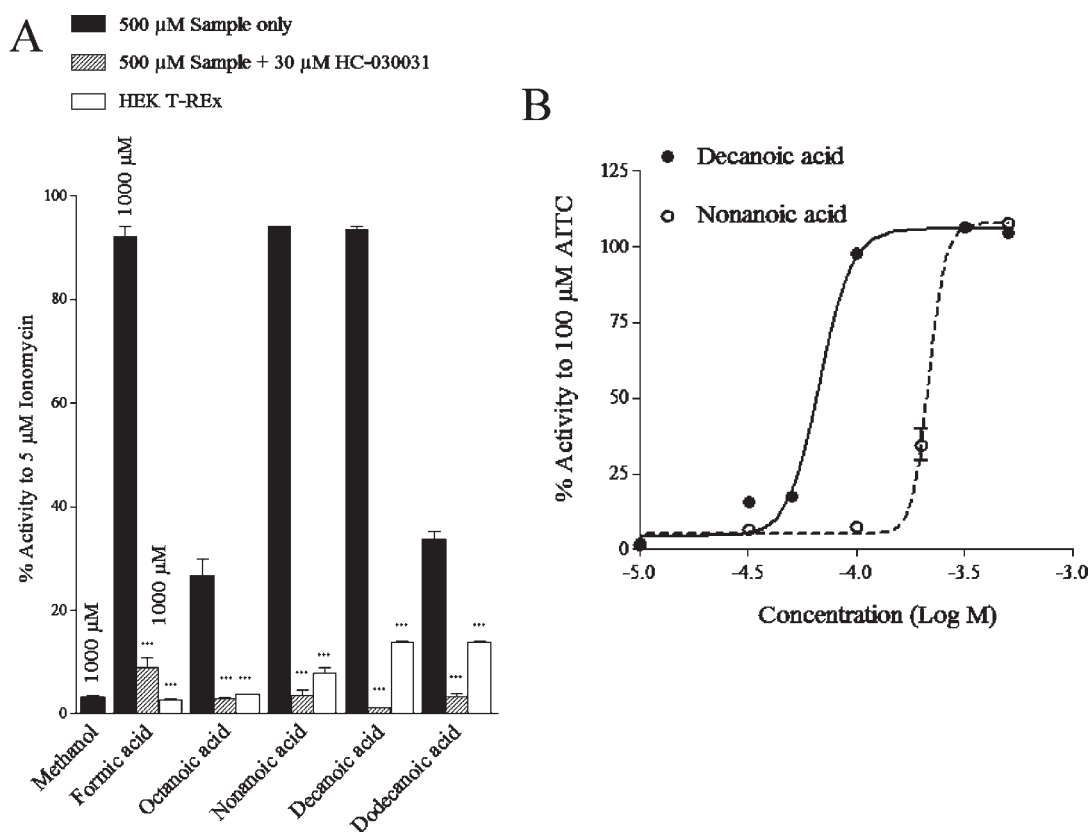 A
500 µM Sample only
500 µM Sample + 30 µM HC-030031
HEK T-REx
% Activity to 5 µM Ionomycin
100
80
60
40
20
0
1000 µM
1000 µM
1000 µM
***
***
***
***
***
***
***
***
***
***
Methanol
Formic acid
Octanoic acid
Nonanoic acid
Decanoic acid
Dodecanoic acid
B
Decanoic acid
Nonanoic acid
% Activity to 100 µM AITC
125
100
75
50
25
0
-5.0
-4.5
-4.0
-3.5
-3.0
Concentration (Log M)